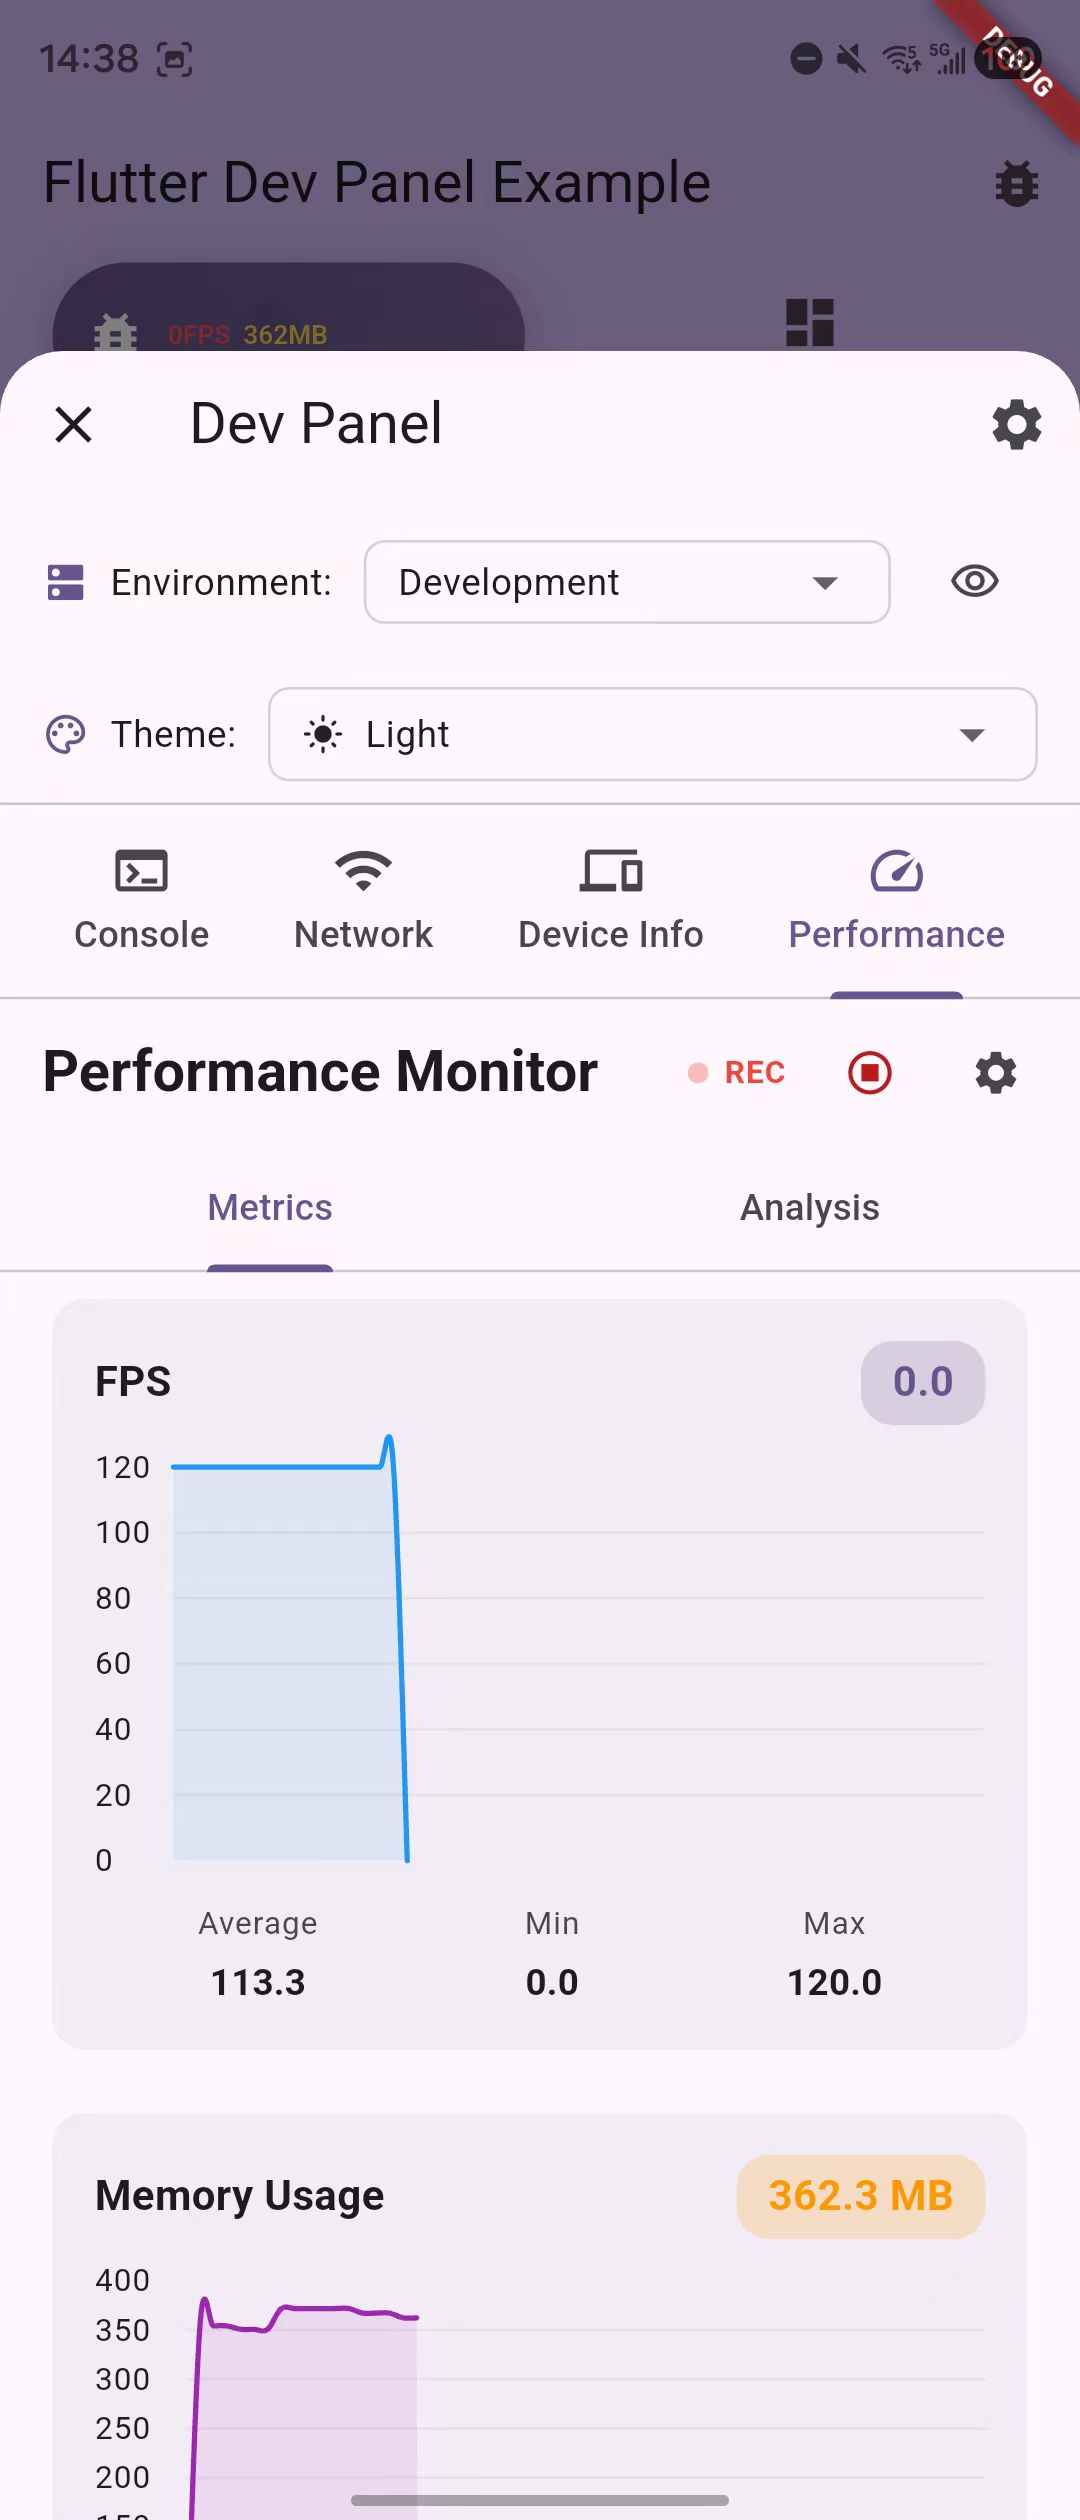 14:38
5
5G
DEBUG
Flutter Dev Panel Example
0FPS 362MB
Dev Panel
Environment: Development
Theme: Light
Console Network Device Info Performance
Performance Monitor REC
Metrics Analysis
FPS 0.0
120
100
80
60
40
20
0
Average Min Max
113.3 0.0 120.0
Memory Usage 362.3 MB
400
350
300
250
200